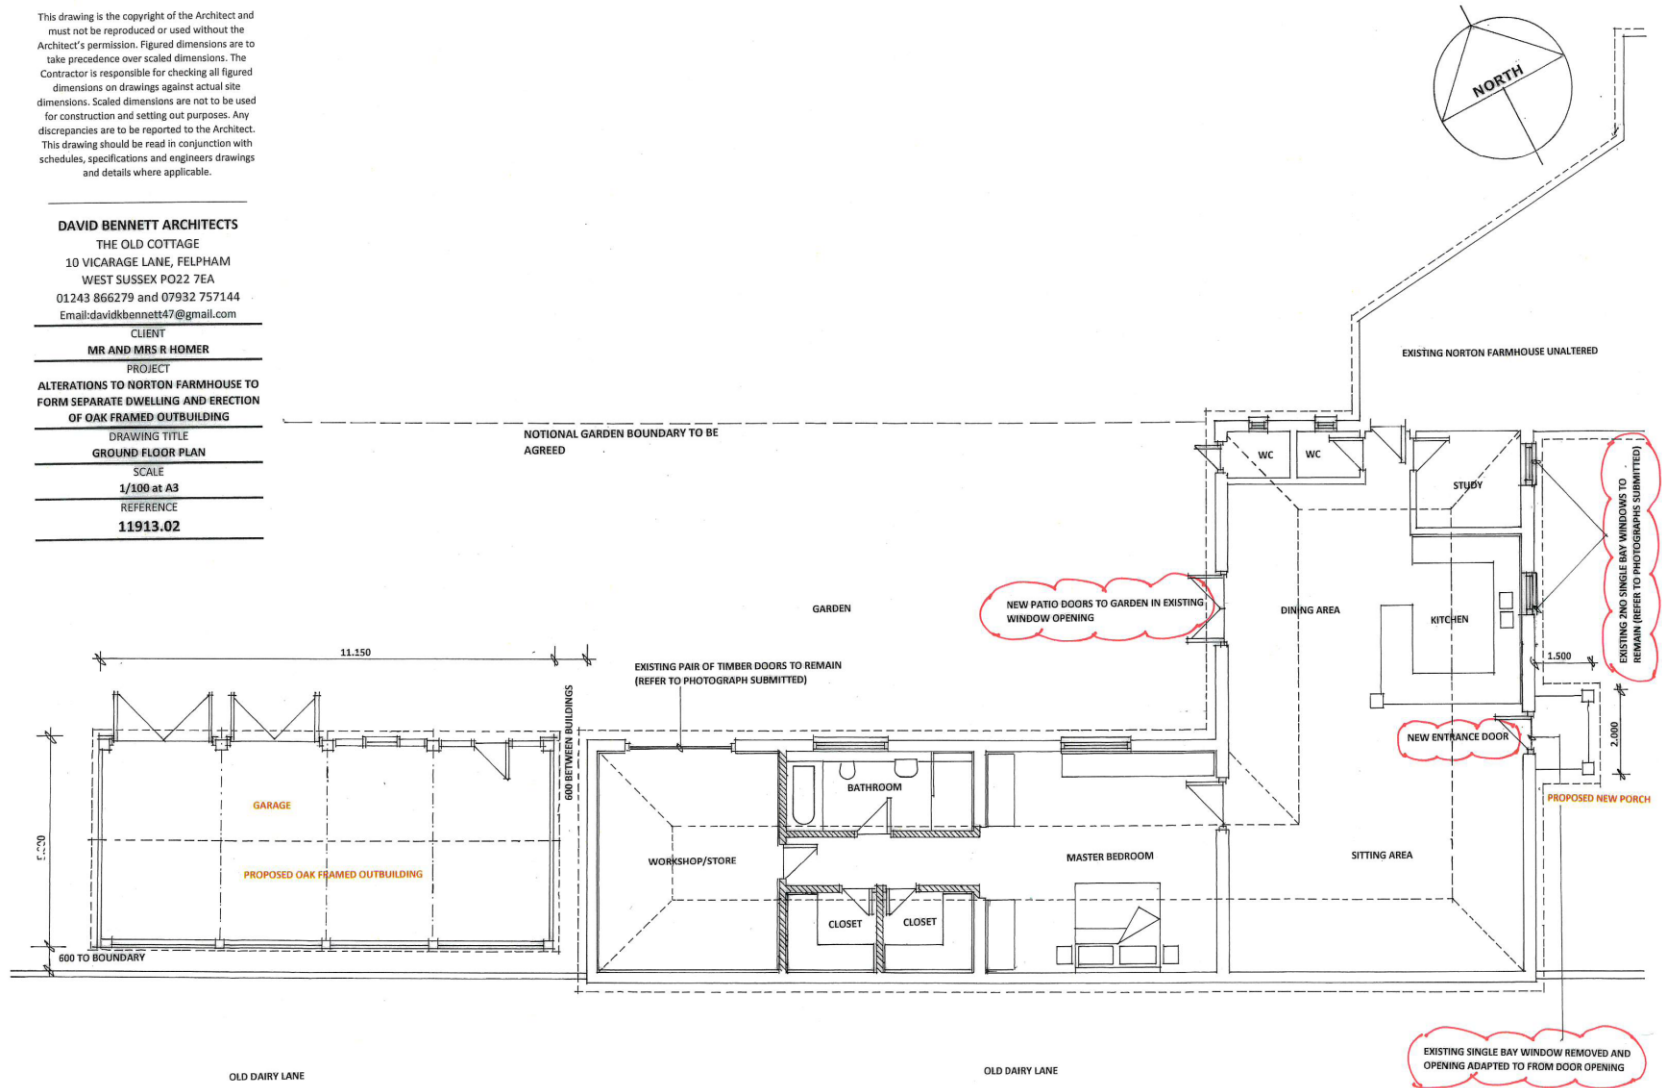 This drawing is the copyright of the Architect and
must not be reproduced or used without the
Architect's permission. Figured dimensions are to
take precedence over scaled dimensions. The
Contractor is responsible for checking all figured
dimensions on drawings against actual site
dimensions. Scaled dimensions are not to be used
for construction and setting out purposes. Any
discrepancies are to be reported to the Architect.
This drawing should be read in conjunction with
schedules, specifications and engineers drawings
and details where applicable.
DAVID BENNETT ARCHITECTS
THE OLD COTTAGE
10 VICARAGE LANE, FELPHAM
WEST SUSSEX PO22 7EA
01243 866279 and 07932 757144
Email:davidkbennett47@gmail.com
CLIENT
MR AND MRS R HOMER
PROJECT
ALTERATIONS TO NORTON FARMHOUSE TO
FORM SEPARATE DWELLING AND ERECTION
OF OAK FRAMED OUTBUILDING
DRAWING TITLE
GROUND FLOOR PLAN
SCALE
1/100 at A3
REFERENCE
11913.02
NORTH
EXISTING NORTON FARMHOUSE UNALTERED
NOTIONAL GARDEN BOUNDARY TO BE
AGREED
WC
WC
STUDY
EXISTING 2NO SINGLE BAY WINDOWS TO
REMAIN (REFER TO PHOTOGRAPHS SUBMITTED)
GARDEN
NEW PATIO DOORS TO GARDEN IN EXISTING
WINDOW OPENING
DINING AREA
KITCHEN
11.150
EXISTING PAIR OF TIMBER DOORS TO REMAIN
(REFER TO PHOTOGRAPH SUBMITTED)
600 BETWEEN BUILDINGS
1.500
2.000
NEW ENTRANCE DOOR
PROPOSED NEW PORCH
GARAGE
PROPOSED OAK FRAMED OUTBUILDING
BATHROOM
WORKSHOP/STORE
MASTER BEDROOM
SITTING AREA
CLOSET
CLOSET
600 TO BOUNDARY
EXISTING SINGLE BAY WINDOW REMOVED AND
OPENING ADAPTED TO FROM DOOR OPENING
OLD DAIRY LANE
OLD DAIRY LANE